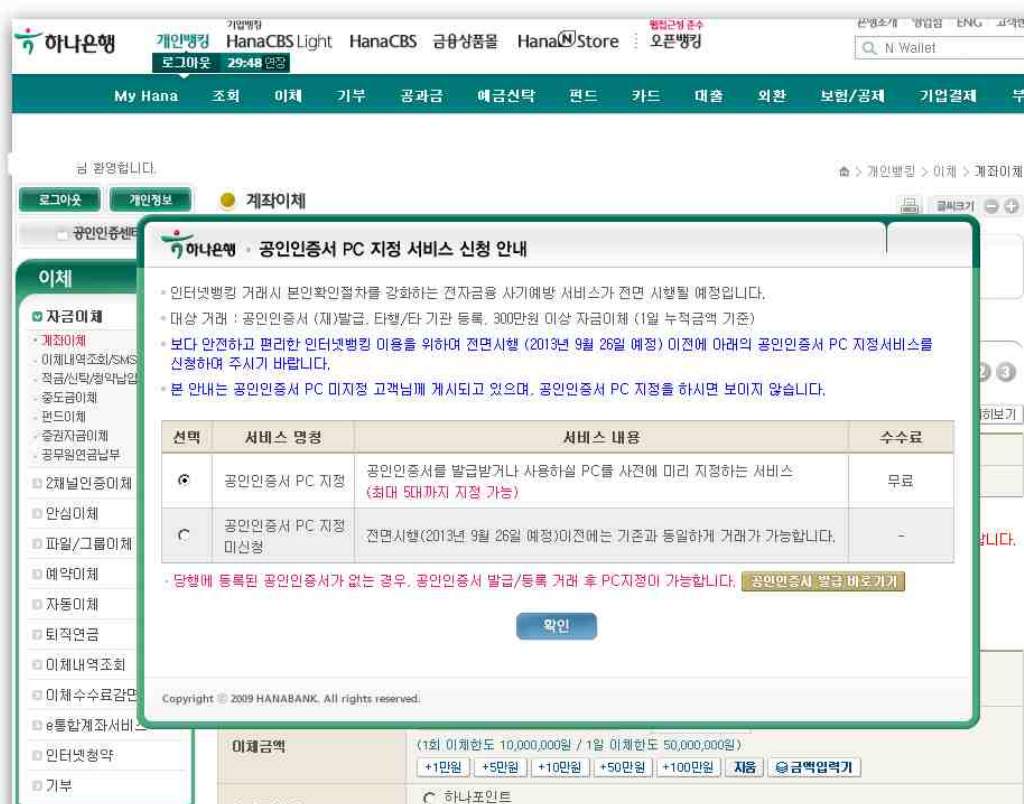 기업뱅킹
웹접근성 준수
은행소개 영업점 ENG 고객센
하나은행
개인뱅킹 HanaCBS Light HanaCBS 금융상품몰 Hana N Store 오픈뱅킹
N Wallet
로그아웃 29:48 연장
My Hana 조회 이체 기부 공과금 예금신탁 펀드 카드 대출 외환 보험/공제 기업결제 부
님 환영합니다.
> 개인뱅킹 > 이체 > 계좌이체
로그아웃 개인정보 계좌이체
글씨크기
공인인증센터
하나은행 · 공인인증서 PC 지정 서비스 신청 안내
인터넷뱅킹 거래시 본인확인절차를 강화하는 전자금융 사기예방 서비스가 전면 시행될 예정입니다.
대상 거래 : 공인인증서 (재)발급, 타행/타 기관 등록, 300만원 이상 자금이체 (1일 누적금액 기준)
보다 안전하고 편리한 인터넷뱅킹 이용을 위하여 전면시행 (2013년 9월 26일 예정) 이전에 아래의 공인인증서 PC 지정서비스를
신청하여 주시기 바랍니다.
본 안내는 공인인증서 PC 미지정 고객님께 게시되고 있으며, 공인인증서 PC 지정을 하시면 보이지 않습니다.
선택 서비스 명칭 서비스 내용 수수료
공인인증서 PC 지정 공인인증서를 발급받거나 사용하실 PC를 사전에 미리 지정하는 서비스
(최대 5대까지 지정 가능)
무료
공인인증서 PC 지정
미신청
전면시행(2013년 9월 26일 예정)이전에는 기존과 동일하게 거래가 가능합니다. -
· 당행에 등록된 공인인증서가 없는 경우, 공인인증서 발급/등록 거래 후 PC지정이 가능합니다. 공인인증서 발급 바로가기
확인
Copyright © 2009 HANABANK. All rights reserved.
이체
자금이체
계좌이체
이체내역조회/SMS
적금/신탁/청약납입
중도금이체
펀드이체
증권자금이체
공무원연금납부
2채널인증이체
안심이체
파일/그룹이체
예약이체
자동이체
퇴직연금
이체내역조회
이체수수료감면
e통합계좌서비스
인터넷청약
기부
2 3
히보기
합니다.
이체금액
(1회 이체한도 10,000,000원 / 1일 이체한도 50,000,000원)
+1만원 +5만원 +10만원 +50만원 +100만원 지움 금액입력기
하나포인트